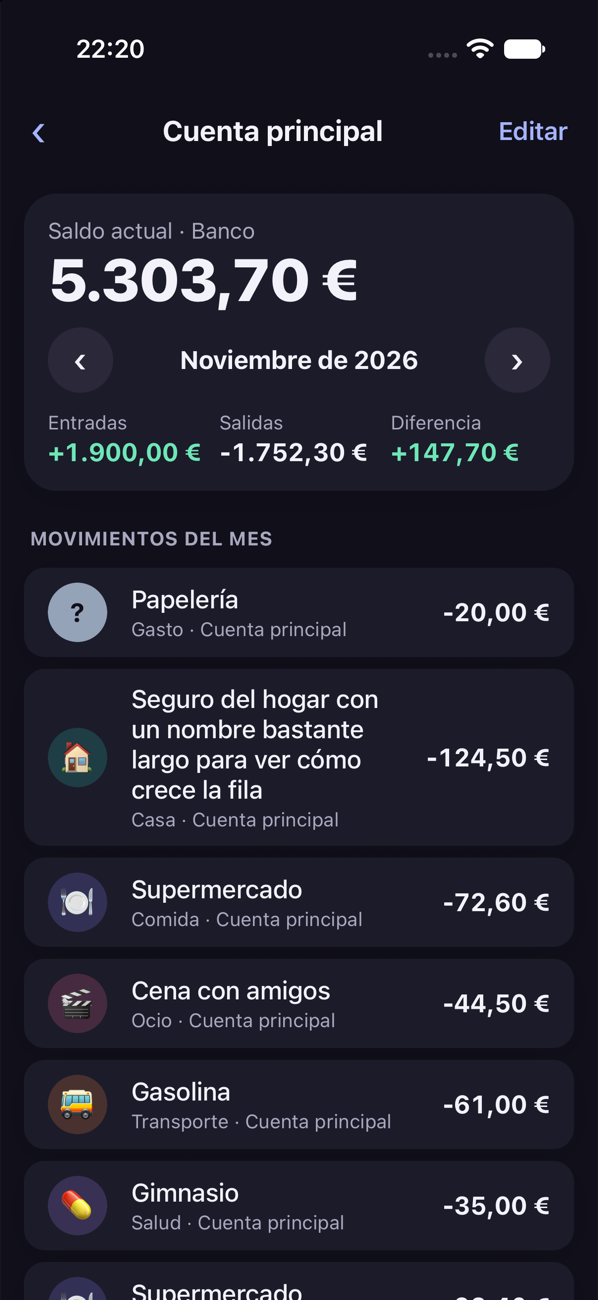 22:20
‹
Cuenta principal
Editar
Saldo actual · Banco
5.303,70 €
‹
Noviembre de 2026
›
Entradas
Salidas
Diferencia
+1.900,00 €
-1.752,30 €
+147,70 €
MOVIMIENTOS DEL MES
?
Papelería
-20,00 €
Gasto · Cuenta principal
Seguro del hogar con
un nombre bastante
largo para ver cómo
crece la fila
-124,50 €
Casa · Cuenta principal
Supermercado
-72,60 €
Comida · Cuenta principal
Cena con amigos
-44,50 €
Ocio · Cuenta principal
Gasolina
-61,00 €
Transporte · Cuenta principal
Gimnasio
-35,00 €
Salud · Cuenta principal
Supermercado